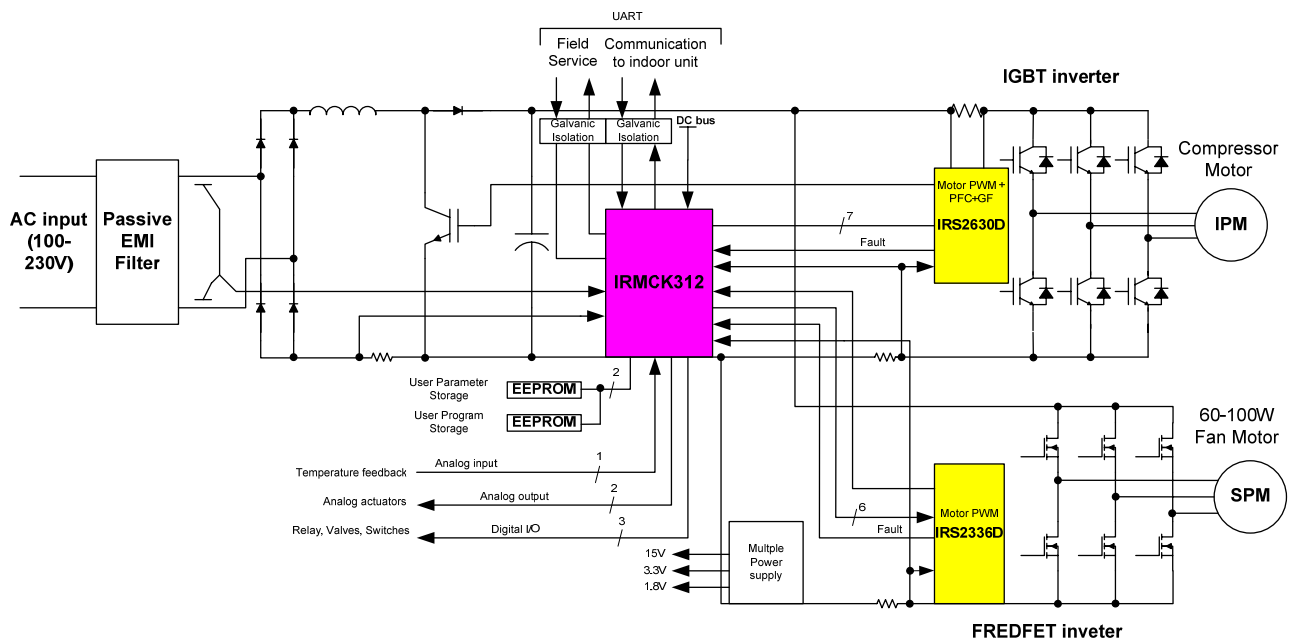 UART
Field
Service
Communication
to indoor unit
IGBT inverter
Galvanic
Isolation
Galvanic
Isolation
DC bus
Compressor
Motor
AC input
(100-
230V)
Passive
EMI
Filter
Motor PWM +
PFC+GF
IRS2630D
7
Fault
IPM
IRMCK312
User Parameter
Storage
EEPROM
2
User Program
Storage
EEPROM
60-100W
Fan Motor
Temperature feedback
Analog input
1
Analog actuators
Analog output
2
Relay, Valves, Switches
Digital I/O
3
6
Fault
Motor PWM
IRS2336D
SPM
15V
3.3V
1.8V
Multple
Power
supply
FREDFET inveter